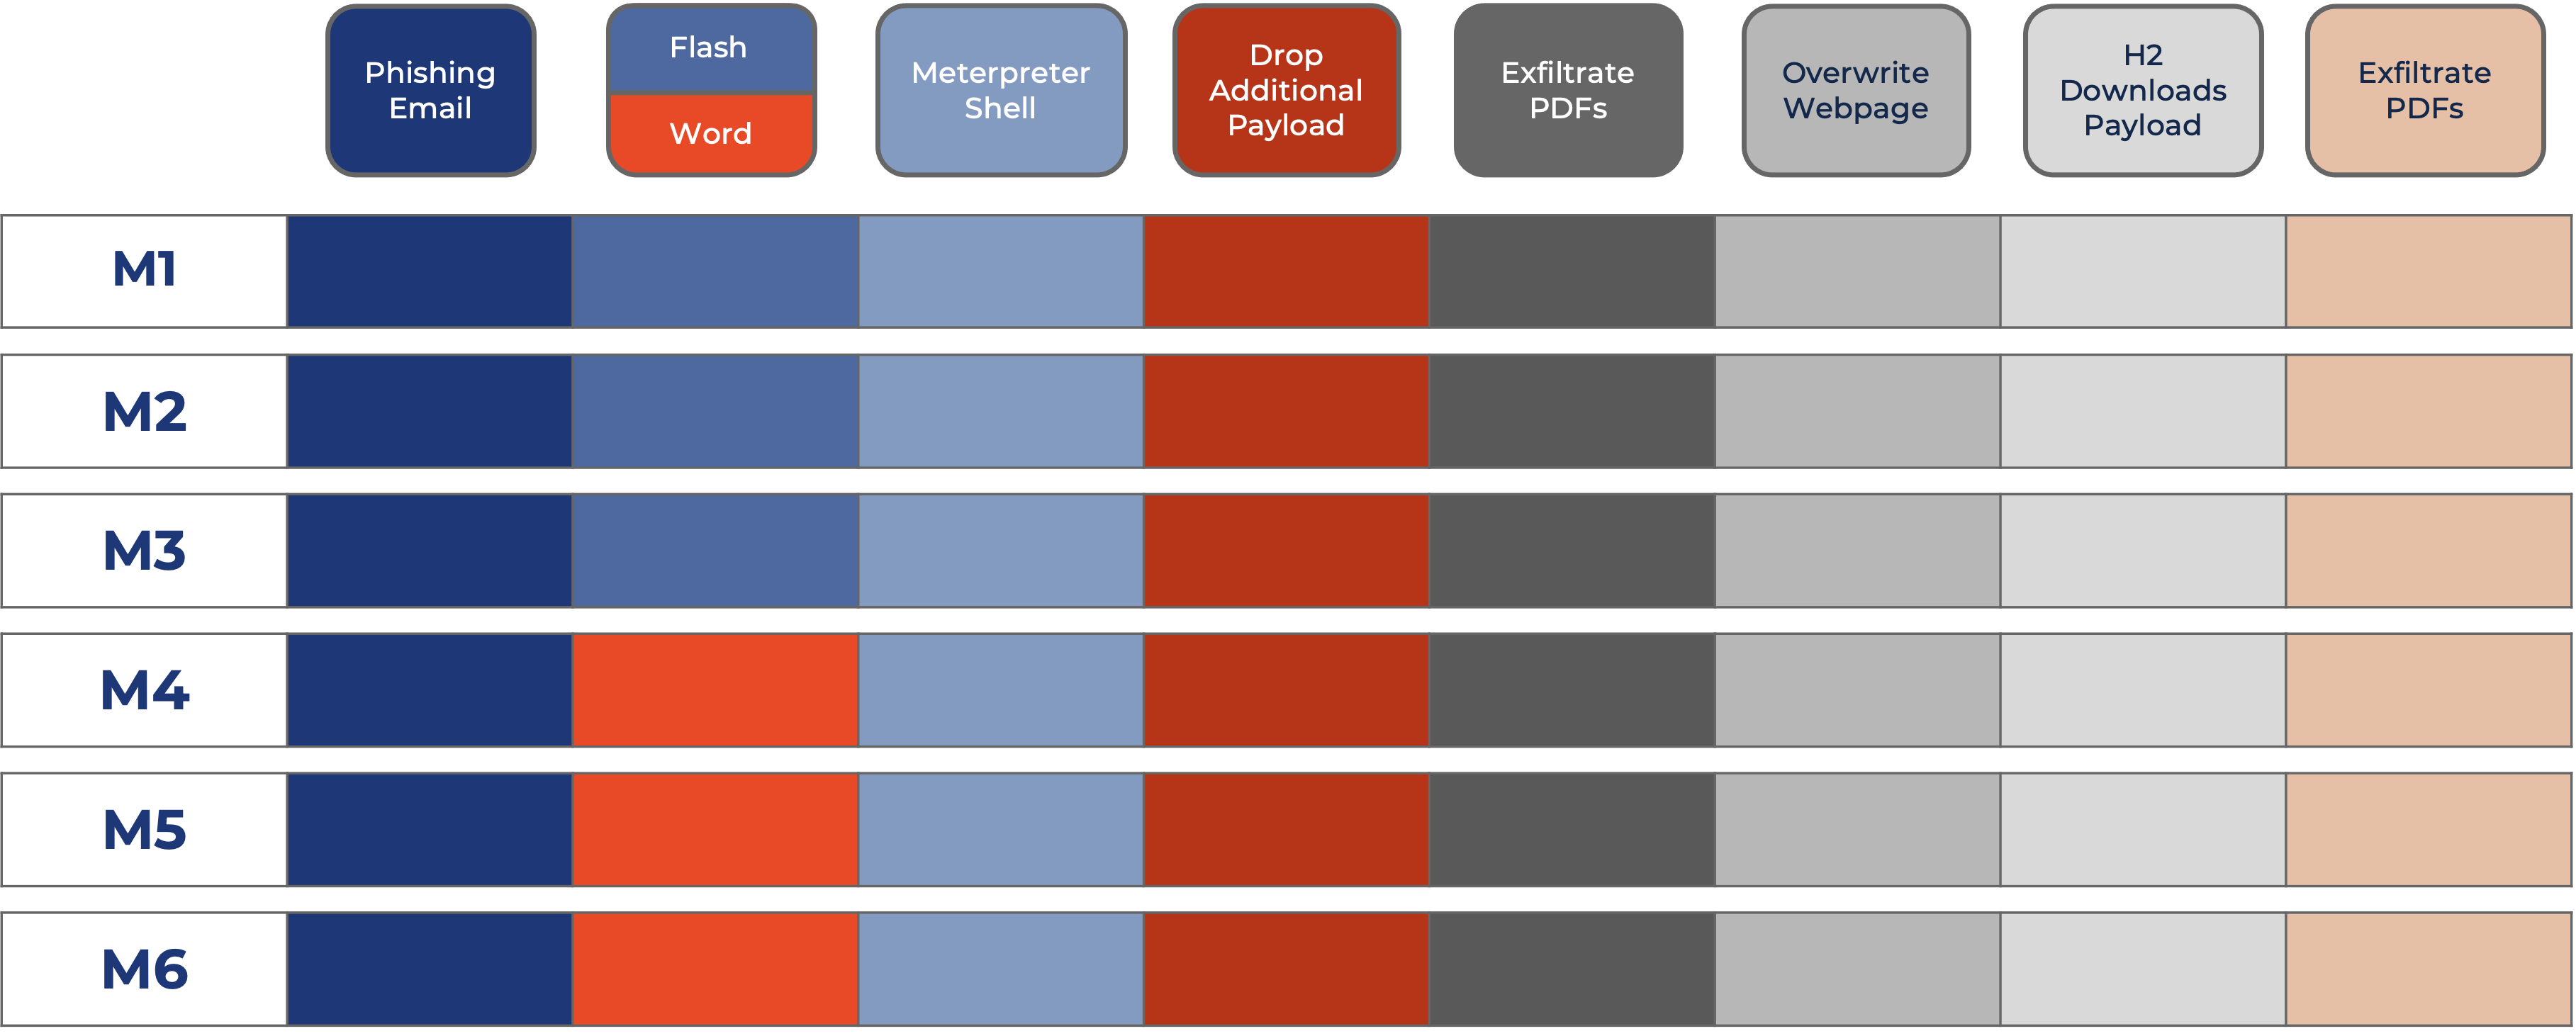 Phishing
Email
Flash
Word
Meterpreter
Shell
Drop
Additional
Payload
Exfiltrate
PDFs
Overwrite
Webpage
H2
Downloads
Payload
Exfiltrate
PDFs
M1
M2
M3
M4
M5
M6